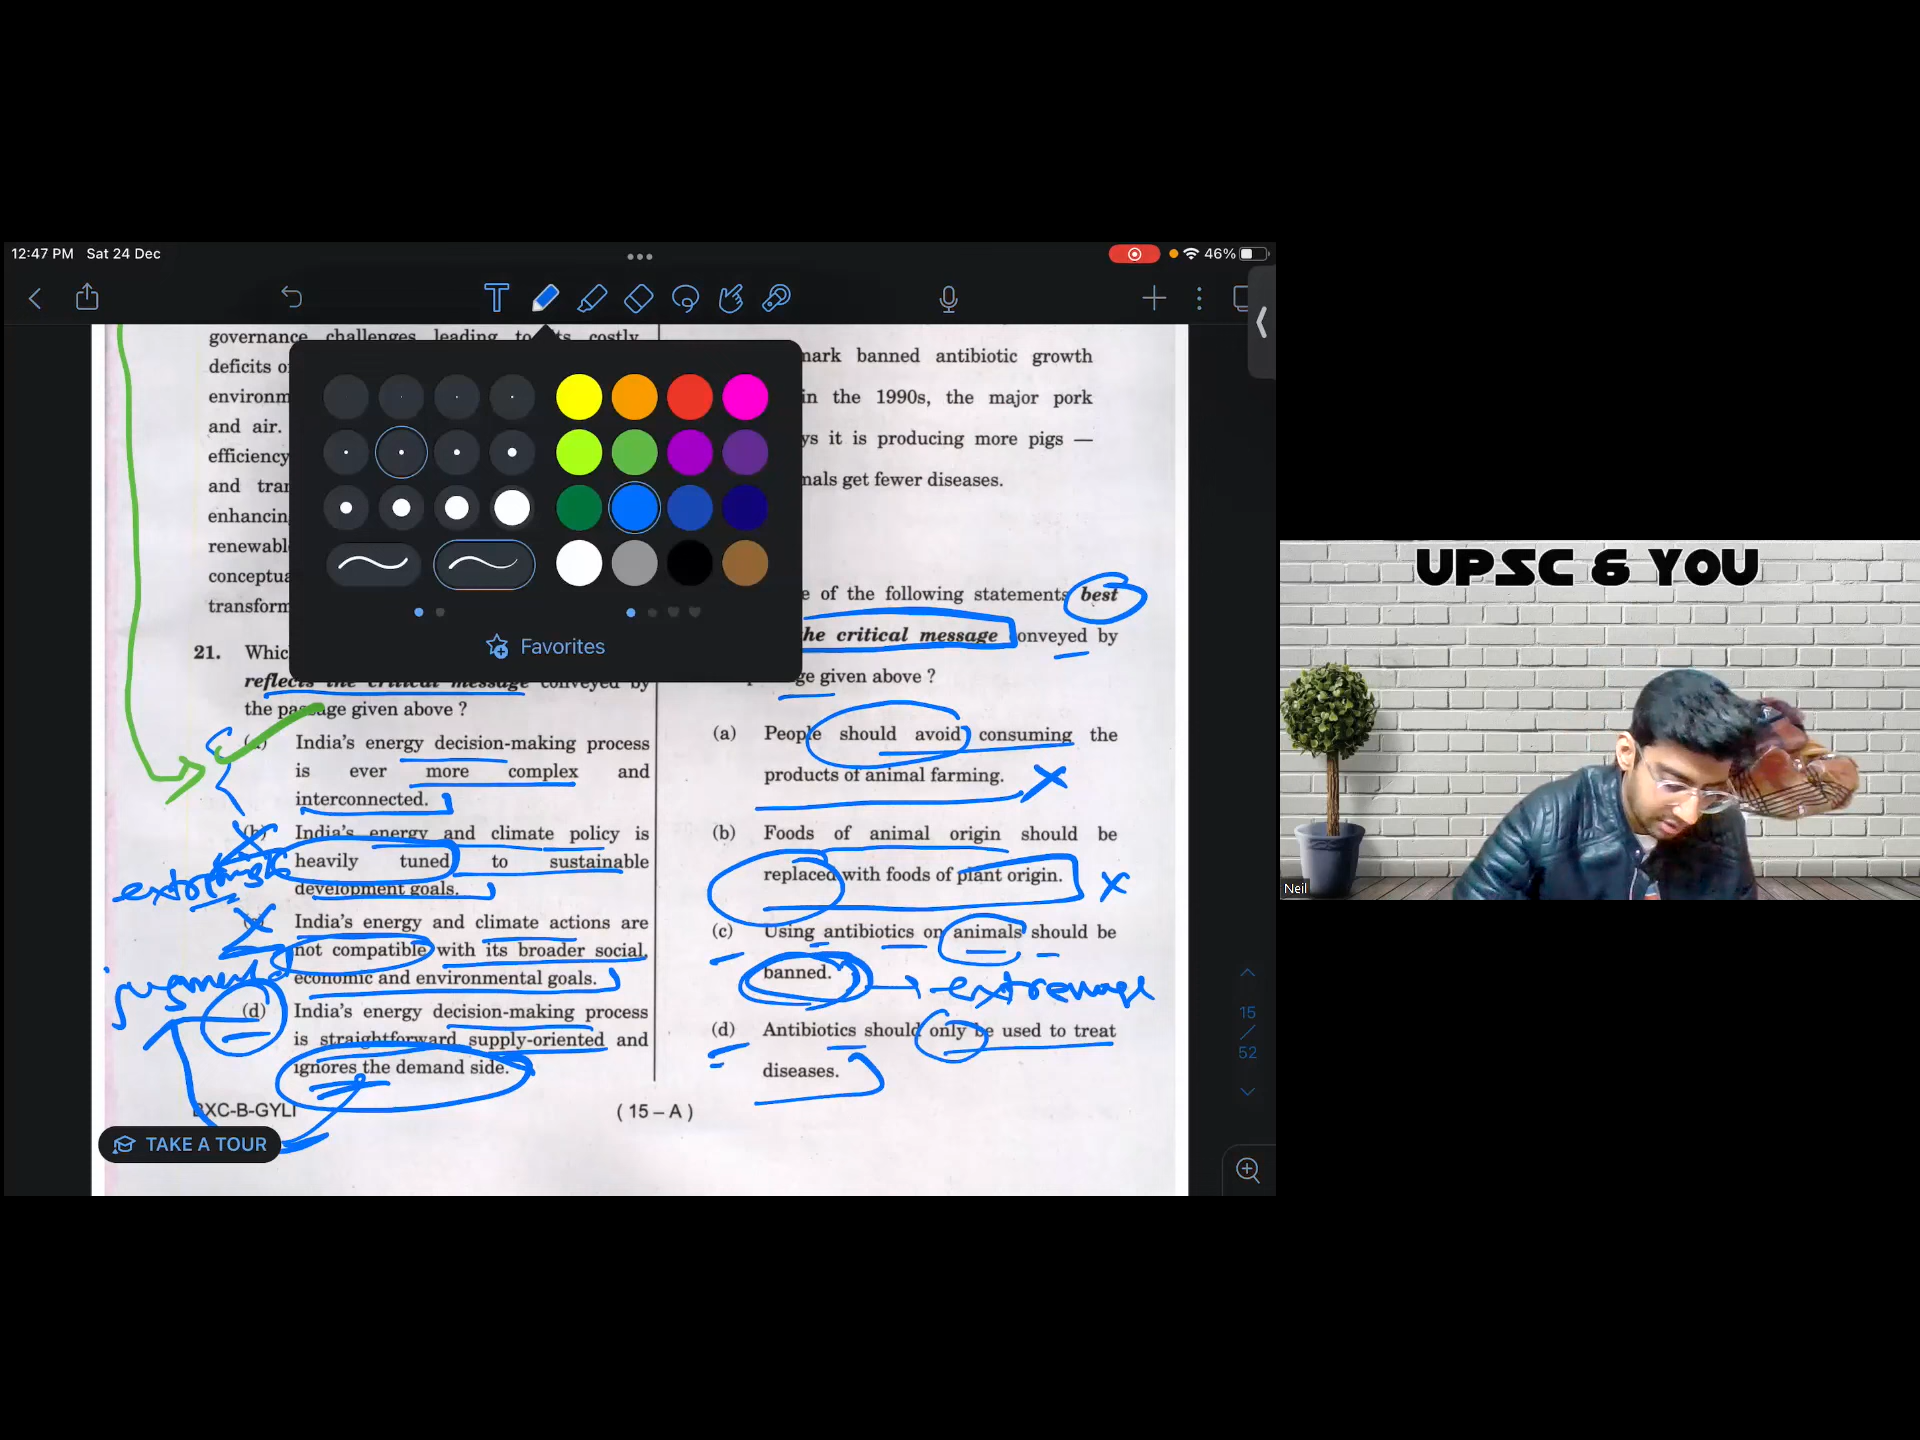 12:47 PM Sat 24 Dec
46%
T
governance challenges leading to its costly
deficits
environm
and air.
efficiency
and tran
enhancin
renewabl
conceptua
transform
21. Whic
reflects the critical message conveyed by
the passage given above ?
(a) India's energy decision-making process
is ever more complex and
interconnected.
(b) India's energy and climate policy is
heavily tuned to sustainable
development goals.
India's energy and climate actions are
not compatible with its broader social,
economic and environmental goals.
(d) India's energy decision-making process
is straightforward supply-oriented and
ignores the demand side.
BXC-B-GYLI
( 15 – A )
mark banned antibiotic growth
in the 1990s, the major pork
ys it is producing more pigs —
mals get fewer diseases.
e of the following statements best
the critical message conveyed by
ge given above ?
(a) People should avoid consuming the
products of animal farming.
(b) Foods of animal origin should be
replaced with foods of plant origin.
(c) Using antibiotics on animals should be
banned.
(d) Antibiotics should only be used to treat
diseases.
Favorites
TAKE A TOUR
15
/
52
UPSC & YOU
Neil